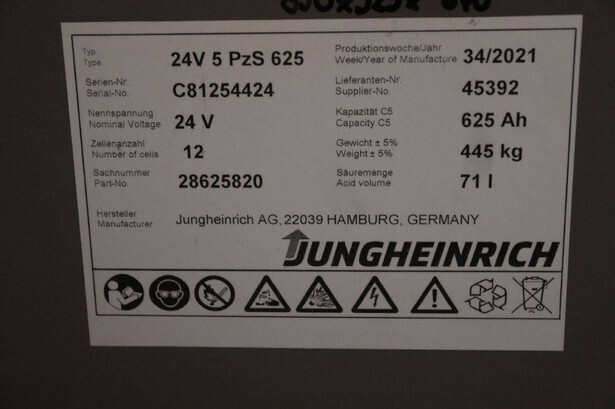 Typ
Type
24V 5 PzS 625
Produktionswoche/Jahr
Week/Year of Manufacture
34/2021
Serien-Nr.
Serial-No.
C81254424
Lieferanten-Nr.
Supplier-No.
45392
Nennspannung
Nominal Voltage
24 V
Kapazität C5
Capacity C5
625 Ah
Zellenanzahl
Number of cells
12
Gewicht ± 5%
Weight ± 5%
445 kg
Sachnummer
Part-No.
28625820
Säuremenge
Acid volume
71 l
Hersteller
Manufacturer
Jungheinrich AG, 22039 HAMBURG, GERMANY
JUNGHEINRICH